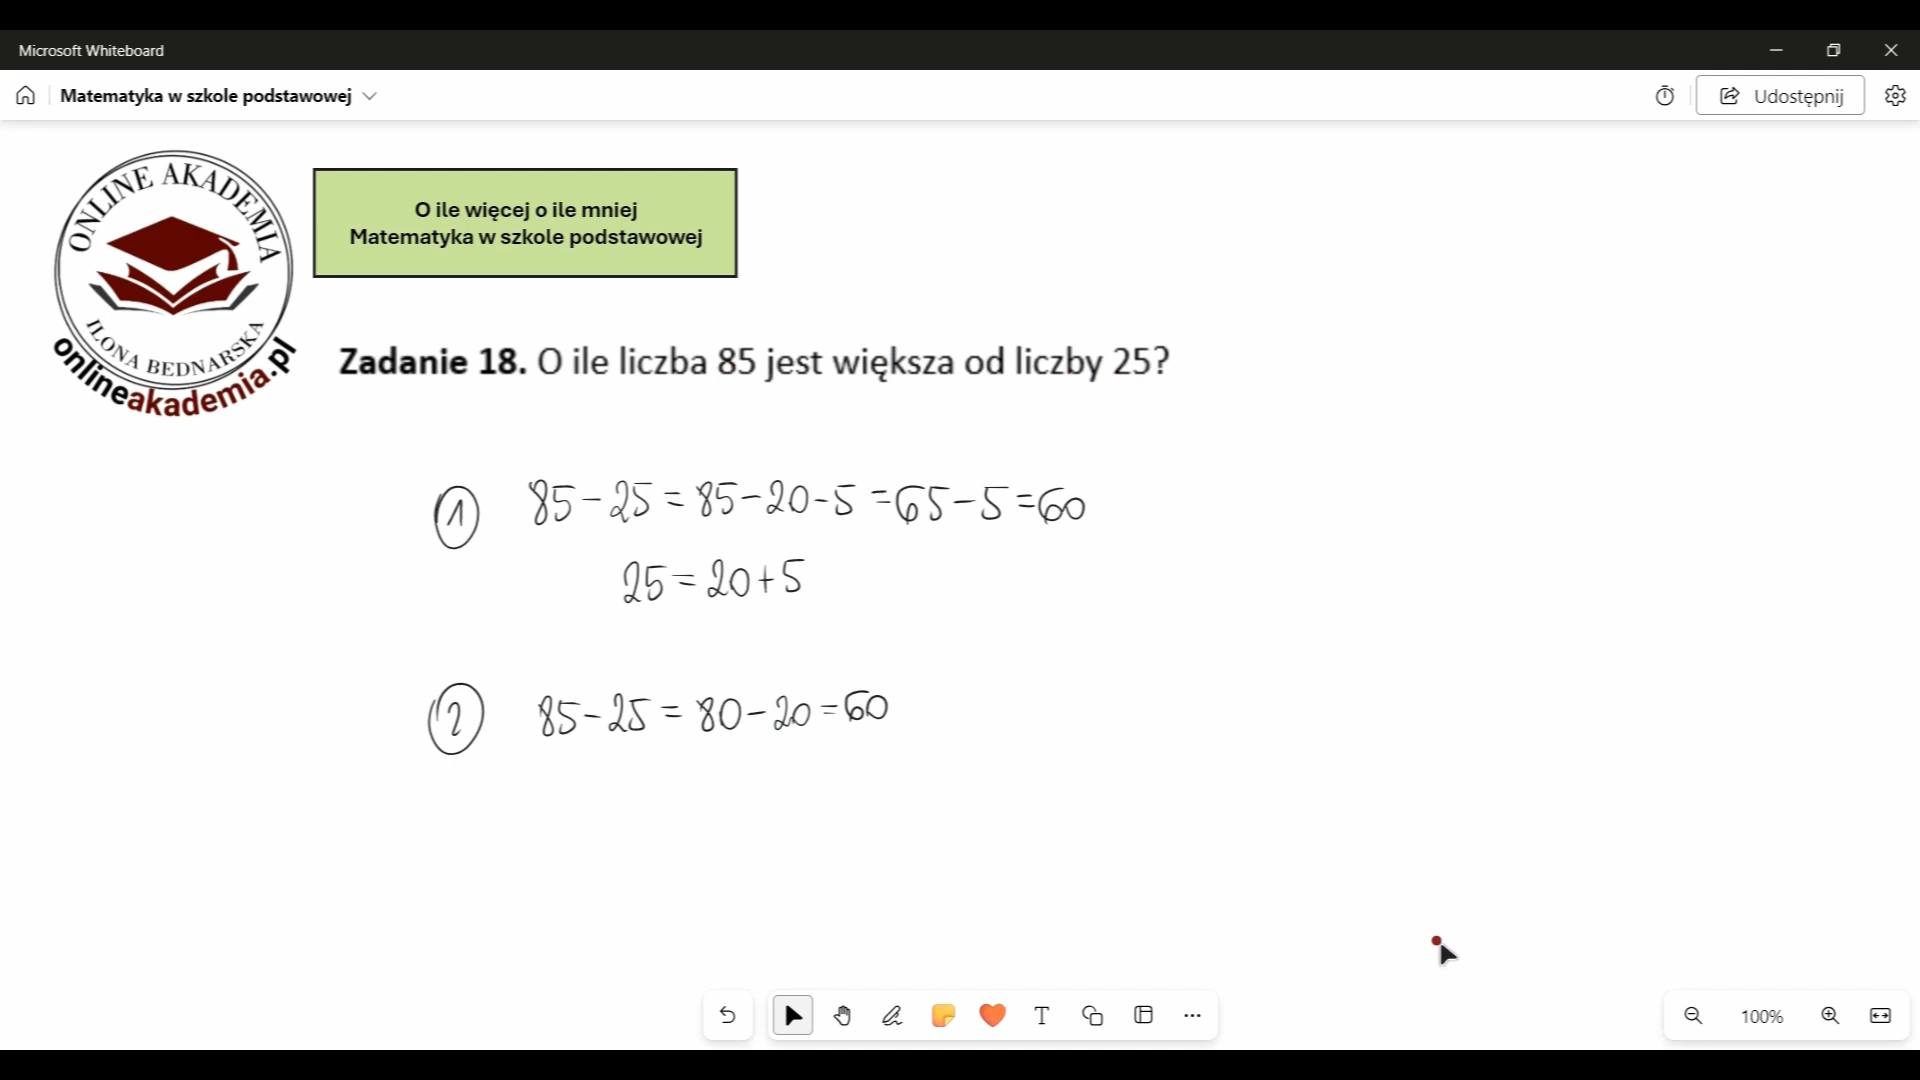 Microsoft Whiteboard
Matematyka w szkole podstawowej
Udostępnij
ONLINE AKADEMIA
ILONA BEDNARSKA
onlineakademia.pl
O ile więcej o ile mniej
Matematyka w szkole podstawowej
Zadanie 18. O ile liczba 85 jest większa od liczby 25?
1 85-25=85-20-5=65-5=60
25=20+5
2 85-25=80-20=60
T
100%